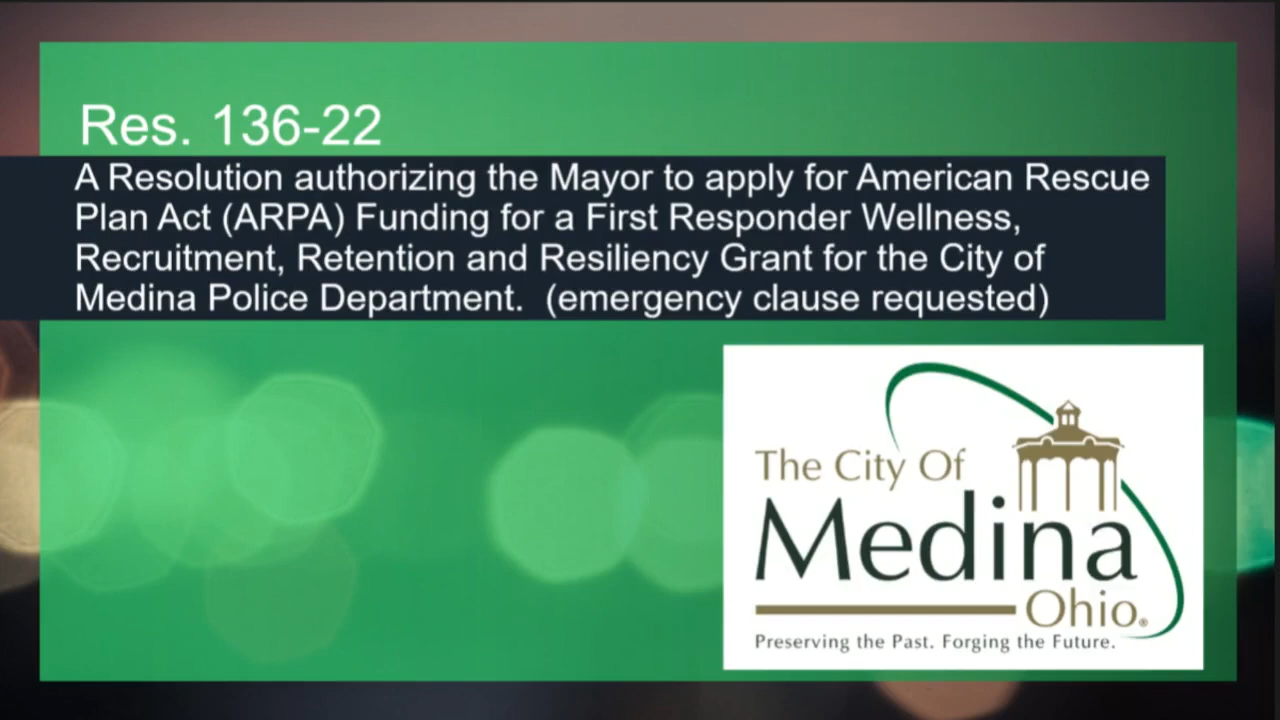 Res. 136-22
A Resolution authorizing the Mayor to apply for American Rescue
Plan Act (ARPA) Funding for a First Responder Wellness,
Recruitment, Retention and Resiliency Grant for the City of
Medina Police Department.  (emergency clause requested)
The City Of
Medina
Ohio®
Preserving the Past. Forging the Future.